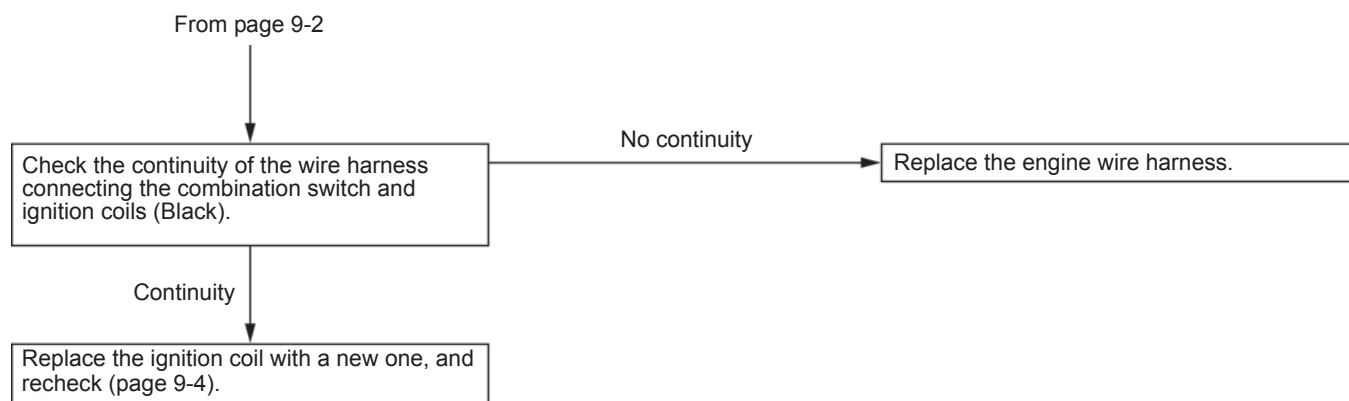 From page 9-2
Check the continuity of the wire harness
connecting the combination switch and
ignition coils (Black).
No continuity
Replace the engine wire harness.
Continuity
Replace the ignition coil with a new one, and
recheck (page 9-4).